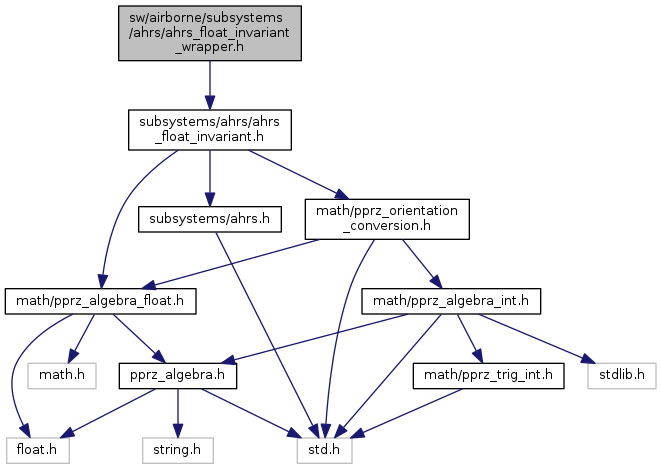 sw/airborne/subsystems
/ahrs/ahrs_float_invariant
_wrapper.h
subsystems/ahrs/ahrs
_float_invariant.h
subsystems/ahrs.h
math/pprz_orientation
_conversion.h
math/pprz_algebra_float.h
math/pprz_algebra_int.h
math.h
pprz_algebra.h
math/pprz_trig_int.h
stdlib.h
float.h
string.h
std.h